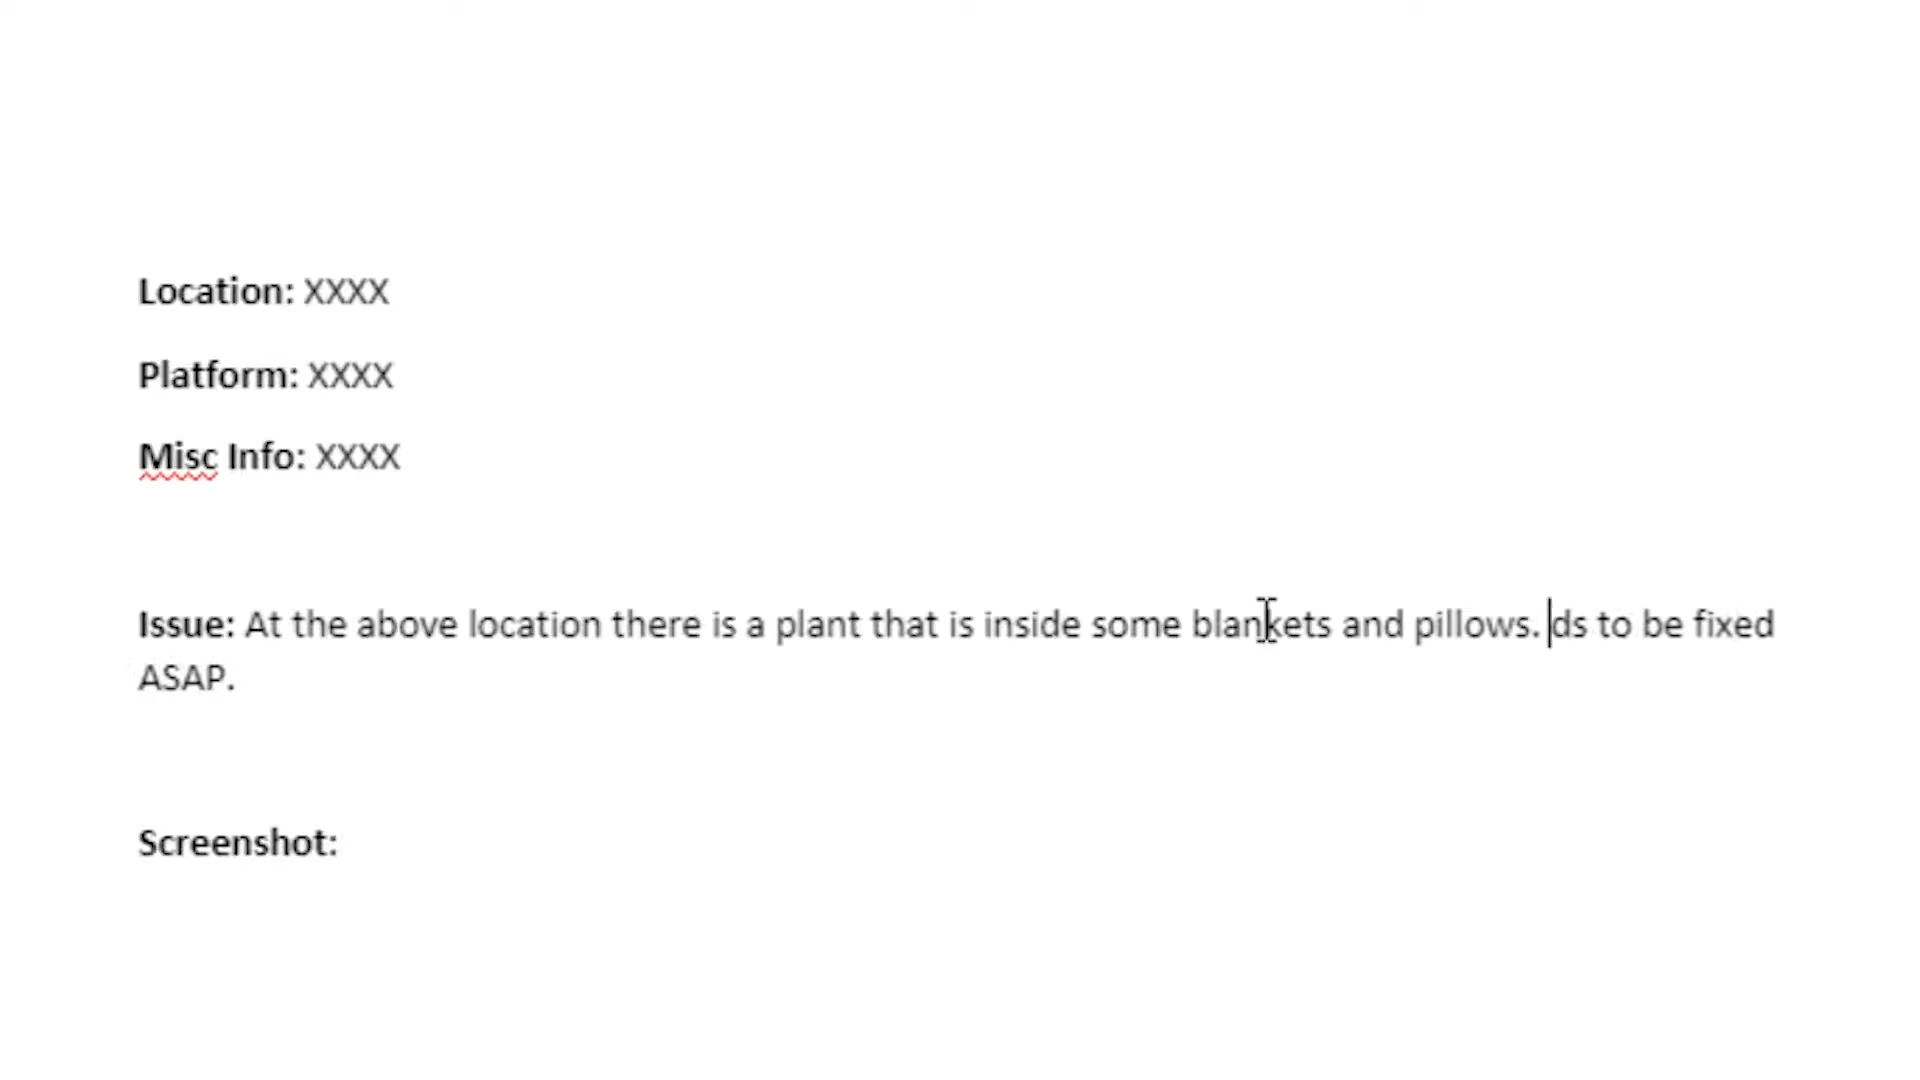 Location: XXXX
Platform: XXXX
Misc Info: XXXX
Issue: At the above location there is a plant that is inside some blankets and pillows. ds to be fixed
ASAP.
Screenshot: